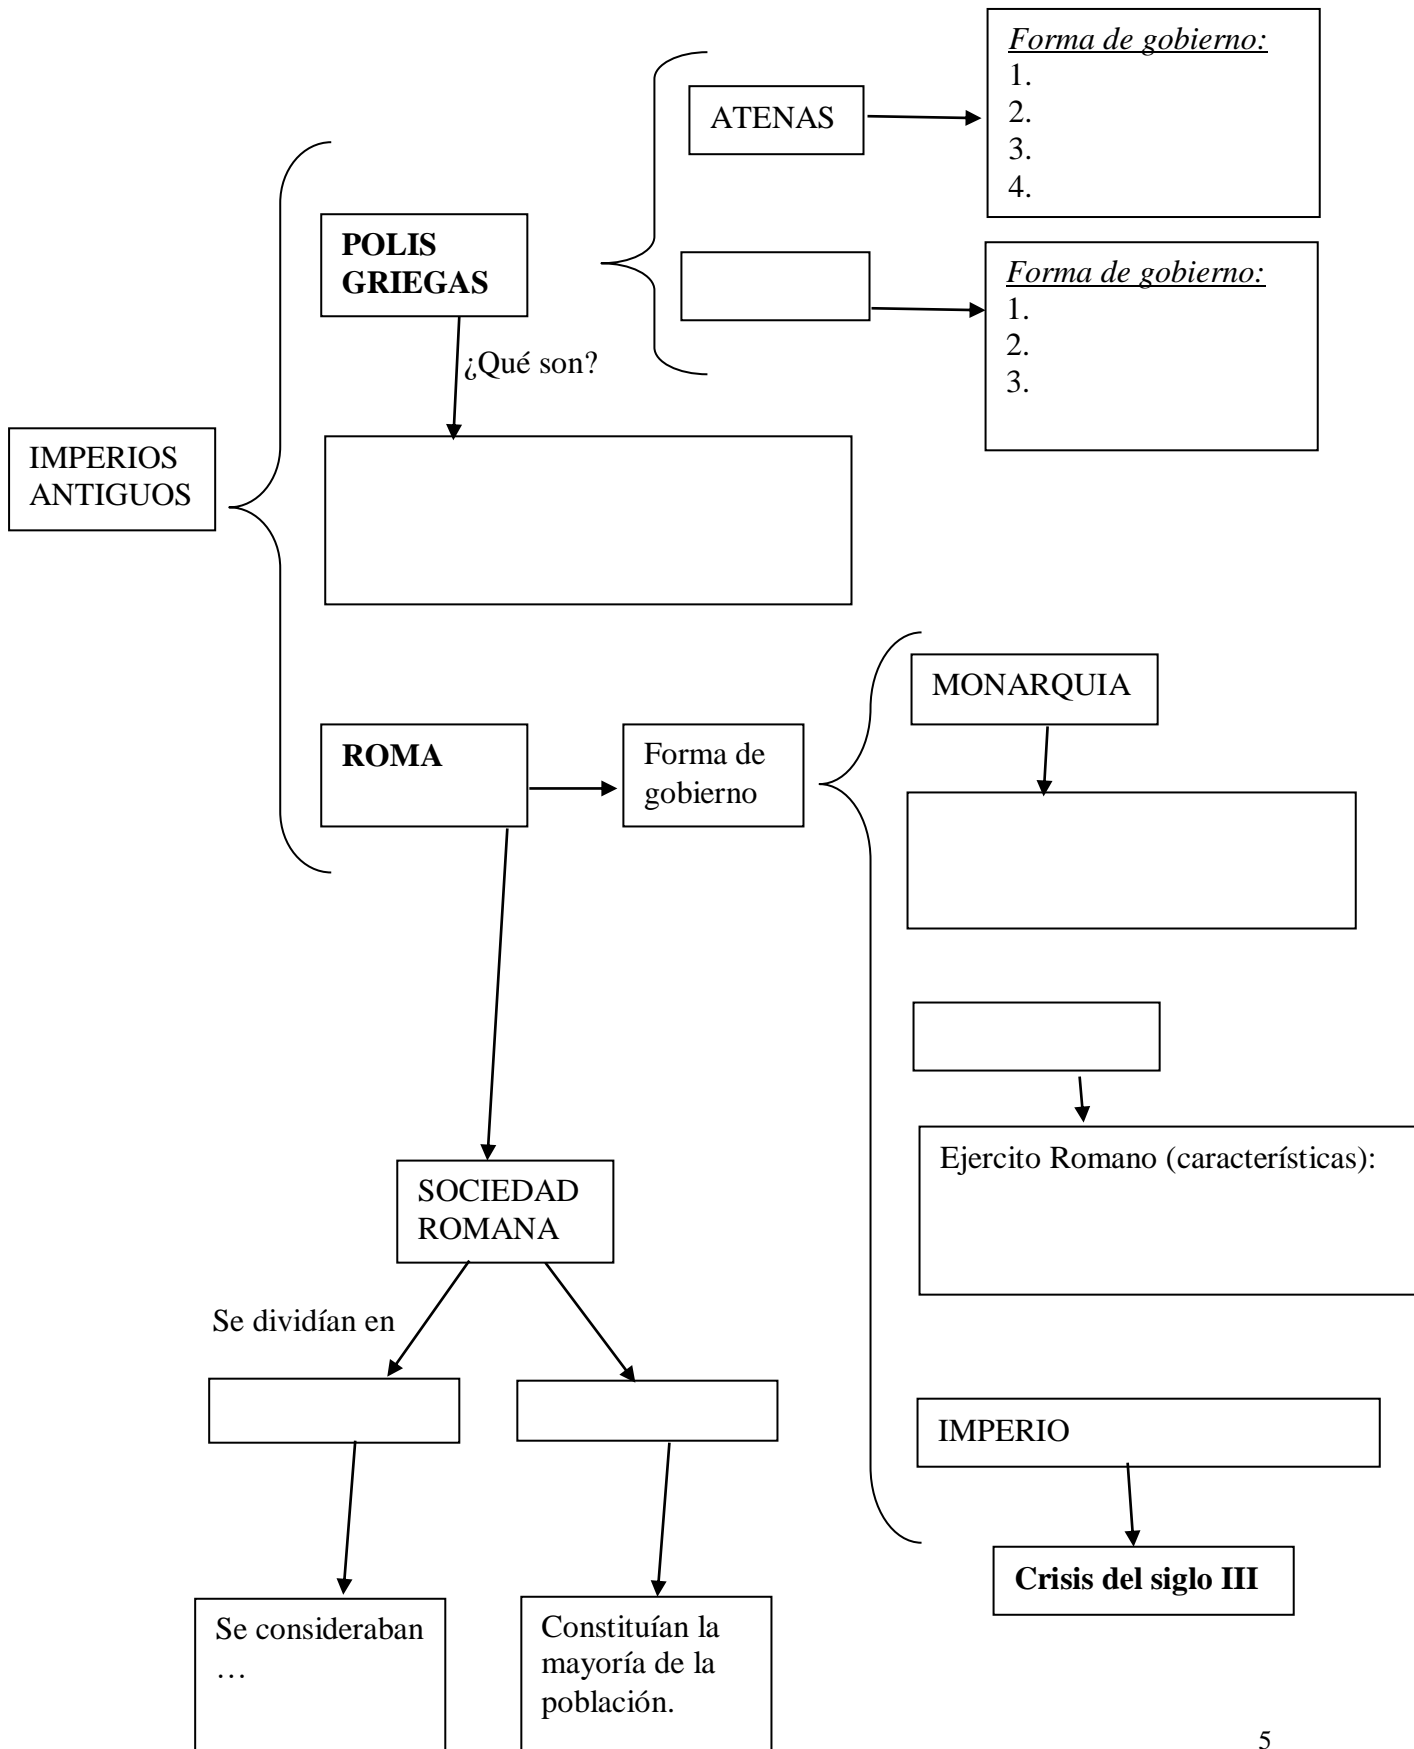 Forma de gobierno:
1.
2.
3.
4.
ATENAS
POLIS
GRIEGAS
Forma de gobierno:
1.
2.
3.
¿Qué son?
IMPERIOS
ANTIGUOS
MONARQUIA
ROMA
Forma de
gobierno
Ejercito Romano (características):
SOCIEDAD
ROMANA
Se dividían en
IMPERIO
Crisis del siglo III
Se consideraban
…
Constituían la
mayoría de la
población.
5